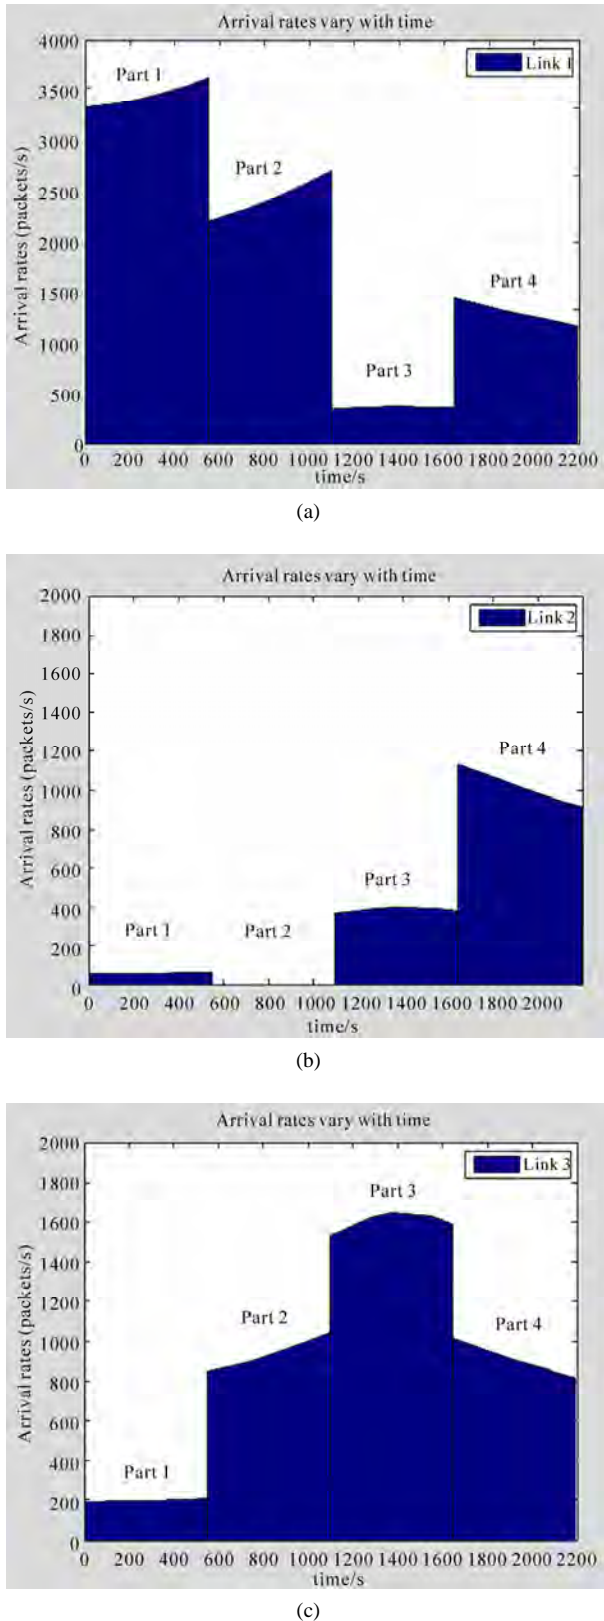 Arrival rates vary with time
4000
3500
3000
2500
2000
1500
1000
500
0
Arrival rates (packets/s)
Link 1
Part 1
Part 2
Part 3
Part 4
0 200 400 600 800 1000 1200 1400 1600 1800 2000 2200
time/s
(a)
Arrival rates vary with time
2000
1800
1600
1400
1200
1000
800
600
400
200
0
Arrival rates (packets/s)
Link 2
Part 4
Part 3
Part 1
Part 2
0 200 400 600 800 1000 1200 1400 1600 1800 2000
time/s
(b)
Arrival rates vary with time
2000
1800
1600
1400
1200
1000
800
600
400
200
0
Arrival rates (packets/s)
Link 3
Part 3
Part 2
Part 4
Part 1
0 200 400 600 800 1000 1200 1400 1600 1800 2000 2200
time/s
(c)